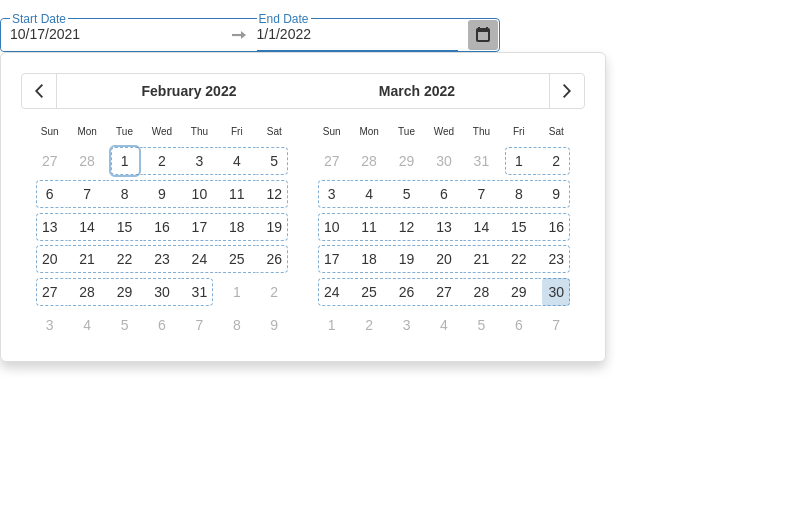 Start Date
10/17/2021
End Date
1/1/2022
February 2022
March 2022
Sun Mon Tue Wed Thu Fri Sat
27 28 1 2 3 4 5
6 7 8 9 10 11 12
13 14 15 16 17 18 19
20 21 22 23 24 25 26
27 28 29 30 31 1 2
3 4 5 6 7 8 9
Sun Mon Tue Wed Thu Fri Sat
27 28 29 30 31 1 2
3 4 5 6 7 8 9
10 11 12 13 14 15 16
17 18 19 20 21 22 23
24 25 26 27 28 29 30
1 2 3 4 5 6 7